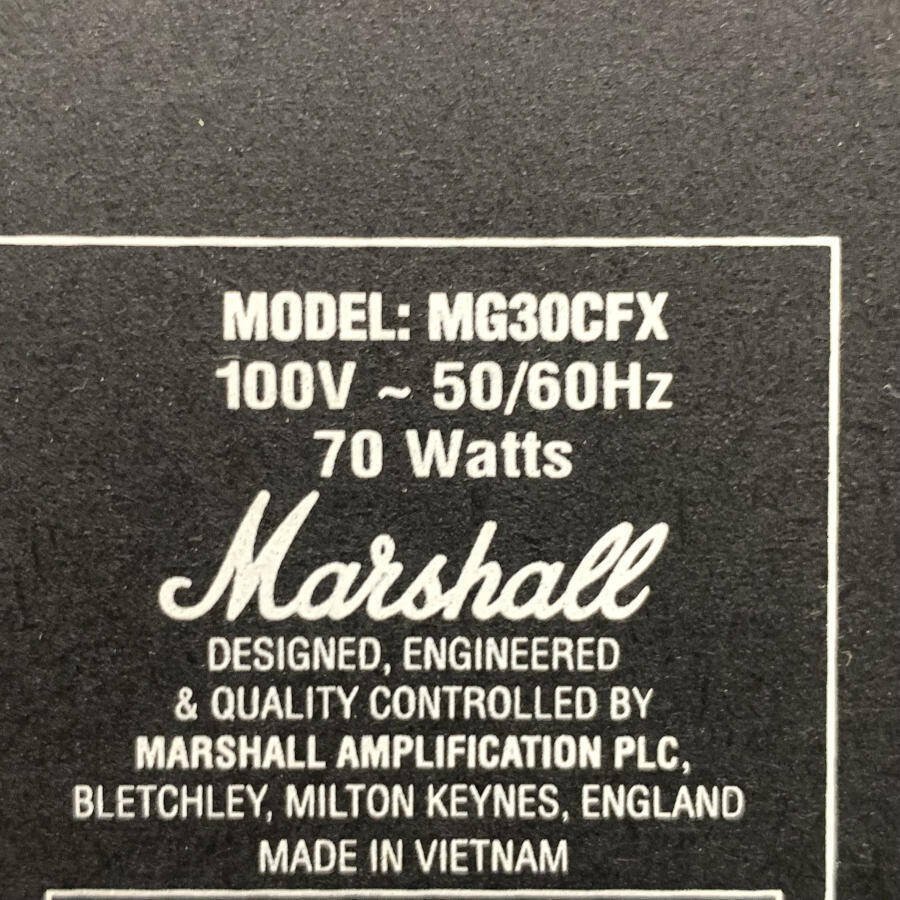 MODEL: MG30CFX
100V ~ 50/60Hz
70 Watts
Marshall
DESIGNED, ENGINEERED
& QUALITY CONTROLLED BY
MARSHALL AMPLIFICATION PLC,
BLETCHLEY, MILTON KEYNES, ENGLAND
MADE IN VIETNAM